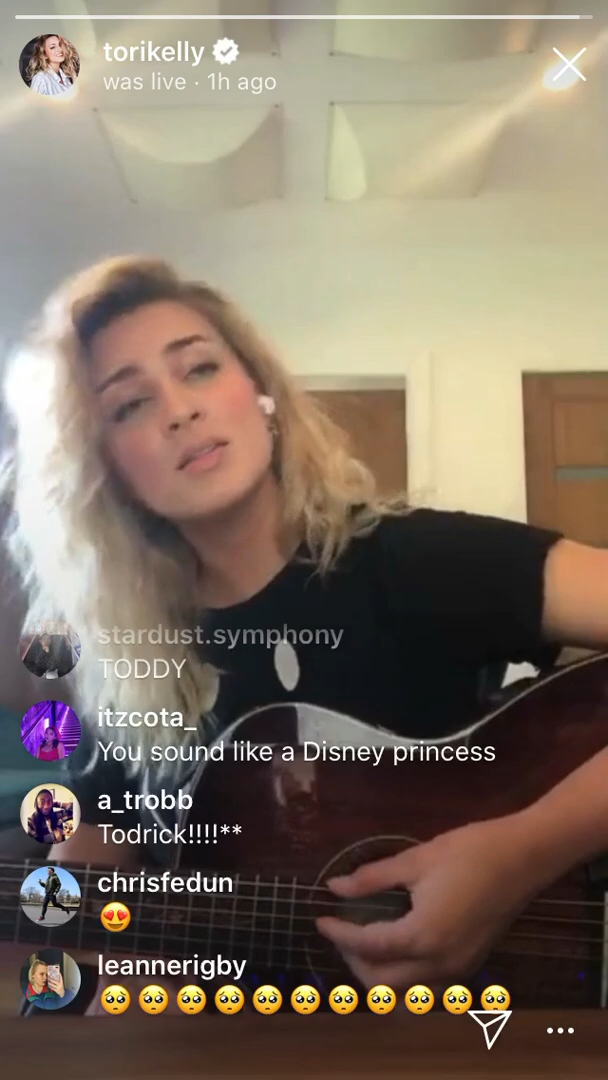 torikelly
was live · 1h ago
stardust.symphony
TODDY
itzcota_
You sound like a Disney princess
a_trobb
Todrick!!!!**
chrisfedun
😍
leannerigby
🥺🥺🥺🥺🥺🥺🥺🥺🥺🥺🥺